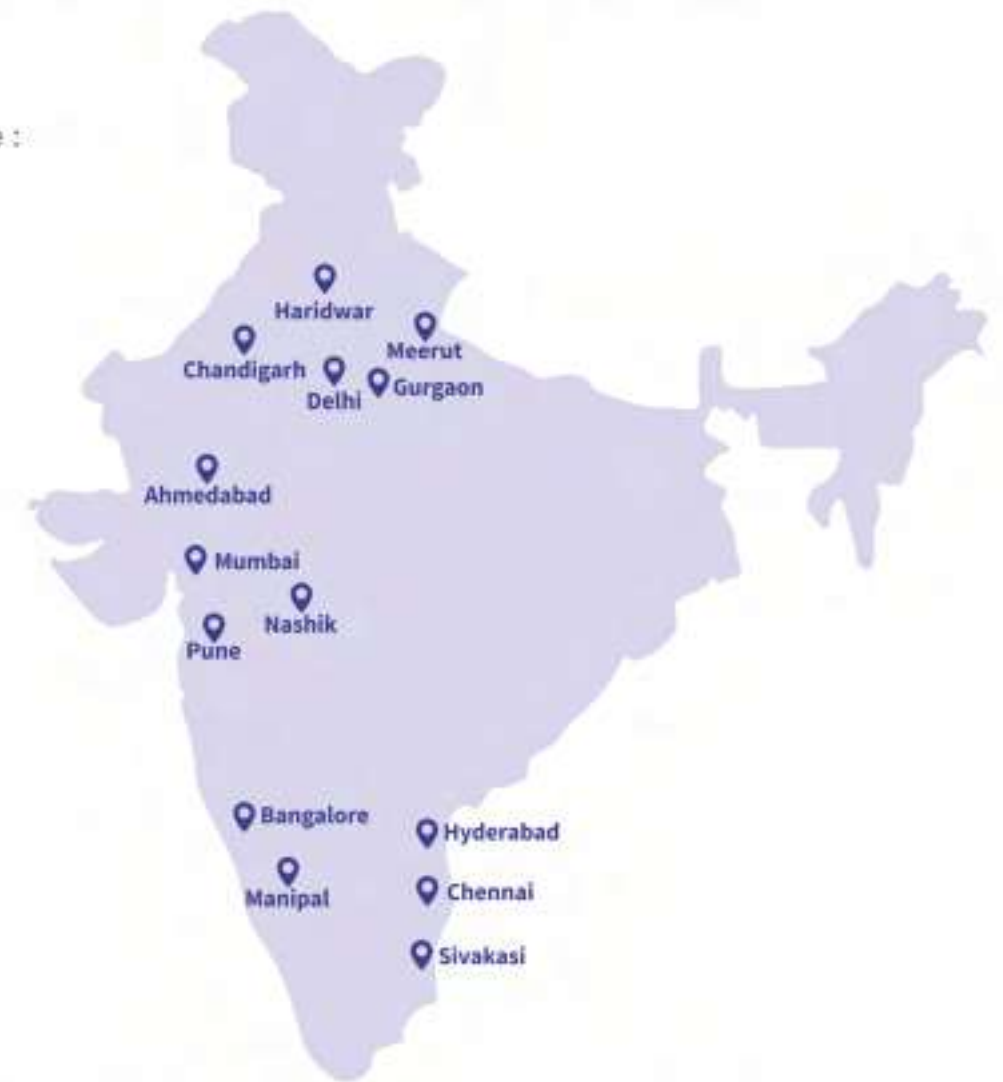 e :
Haridwar
Meerut
Chandigarh
Delhi
Gurgaon
Ahmedabad
Mumbai
Nashik
Pune
Bangalore
Hyderabad
Manipal
Chennai
Sivakasi